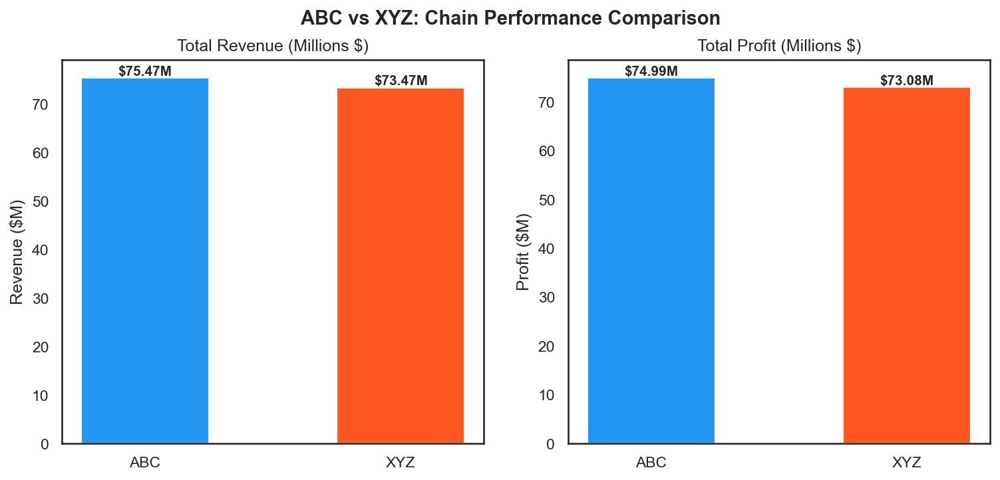 ABC vs XYZ: Chain Performance Comparison
Total Revenue (Millions $)
$75.47M
$73.47M
70
60
50
40
30
20
10
0
Revenue ($M)
ABC
XYZ
Total Profit (Millions $)
$74.99M
$73.08M
70
60
50
40
30
20
10
0
Profit ($M)
ABC
XYZ